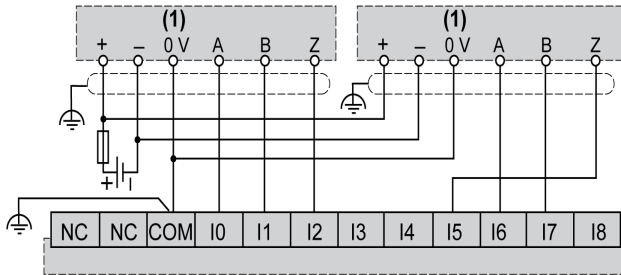 (1) (1)
+ − 0 V A B Z + − 0 V A B Z
+ −
NC NC COM I0 I1 I2 I3 I4 I5 I6 I7 I8